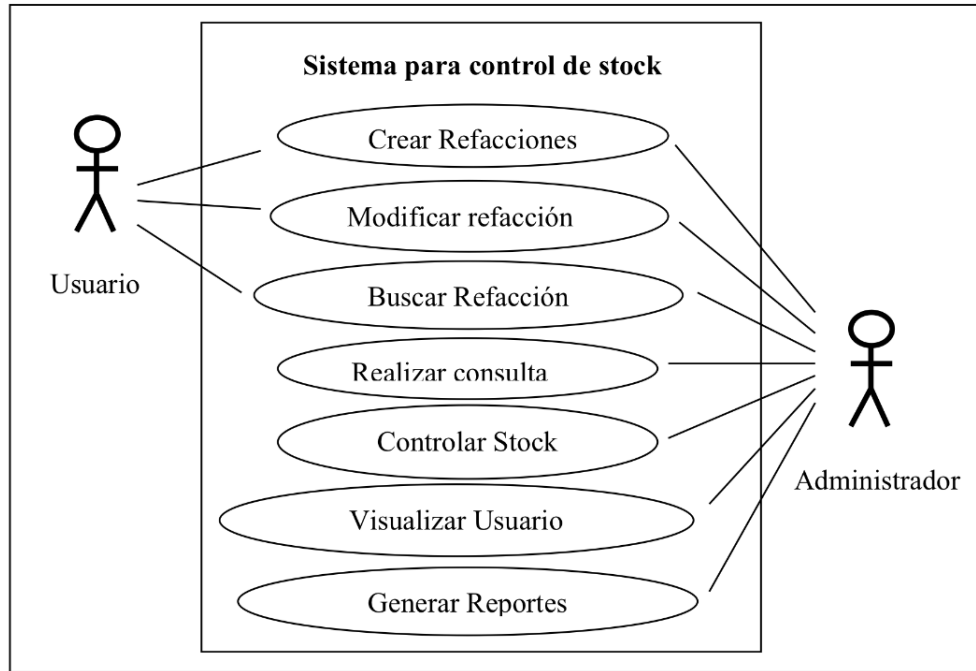 Sistema para control de stock
Crear Refacciones
Modificar refacción
Usuario
Buscar Refacción
Realizar consulta
Controlar Stock
Administrador
Visualizar Usuario
Generar Reportes